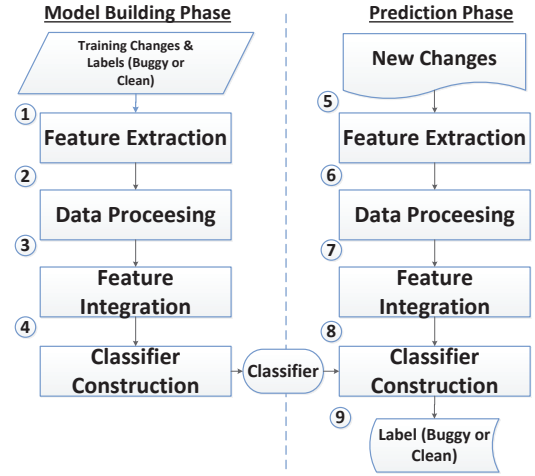 Model Building Phase
Training Changes &
Labels (Buggy or
Clean)
1
Feature Extraction
2
Data Proceesing
3
Feature
Integration
4
Classifier
Construction
Classifier
Prediction Phase
New Changes
5
Feature Extraction
6
Data Proceesing
7
Feature
Integration
8
Classifier
Construction
9
Label (Buggy or
Clean)